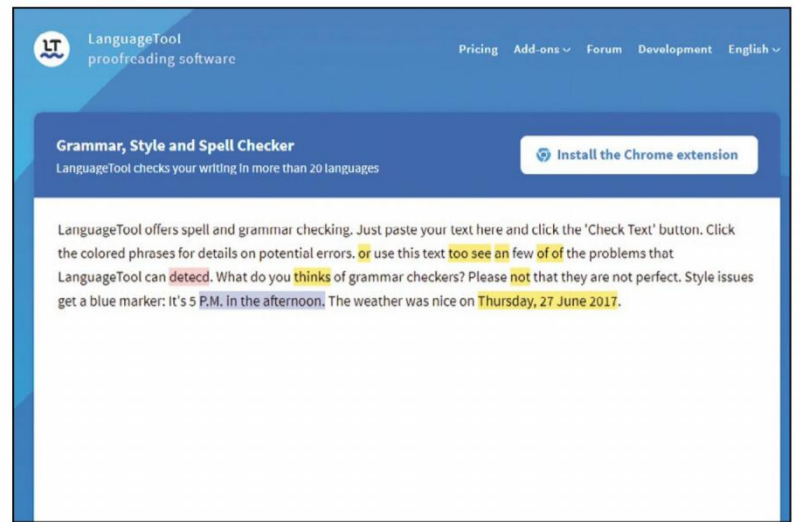 LT
LanguageTool
proofreading software
Pricing Add-ons Forum Development English
Grammar, Style and Spell Checker
LanguageTool checks your writing in more than 20 languages
Install the Chrome extension
LanguageTool offers spell and grammar checking. Just paste your text here and click the 'Check Text' button. Click
the colored phrases for details on potential errors. or use this text too see an few of of the problems that
LanguageTool can detecd. What do you thinks of grammar checkers? Please not that they are not perfect. Style issues
get a blue marker: It's 5 P.M. in the afternoon. The weather was nice on Thursday, 27 June 2017.